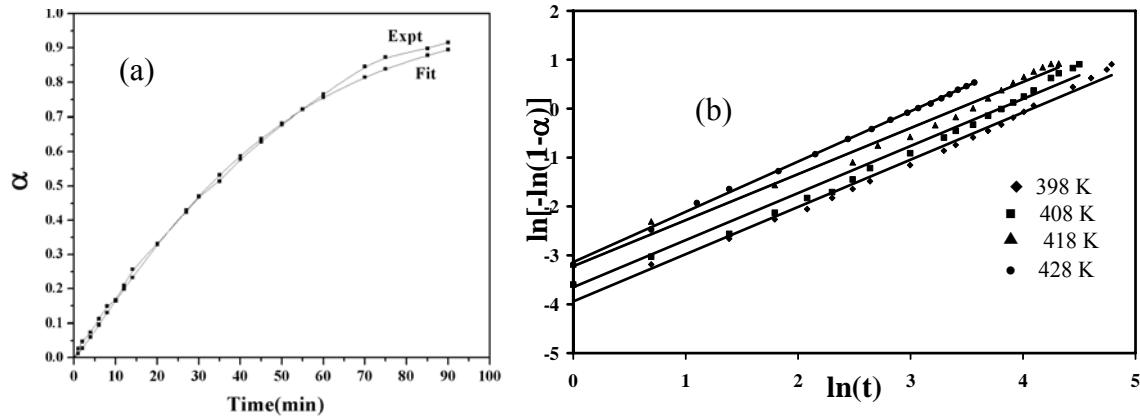 (a)
Expt
Fit
α
1.0
0.9
0.8
0.7
0.6
0.5
0.4
0.3
0.2
0.1
0.0
0 10 20 30 40 50 60 70 80 90 100
Time(min)
(b)
ln[-ln(1-α)]
2
1
0
-1
-2
-3
-4
-5
0 1 2 3 4 5
ln(t)
398 K
408 K
418 K
428 K